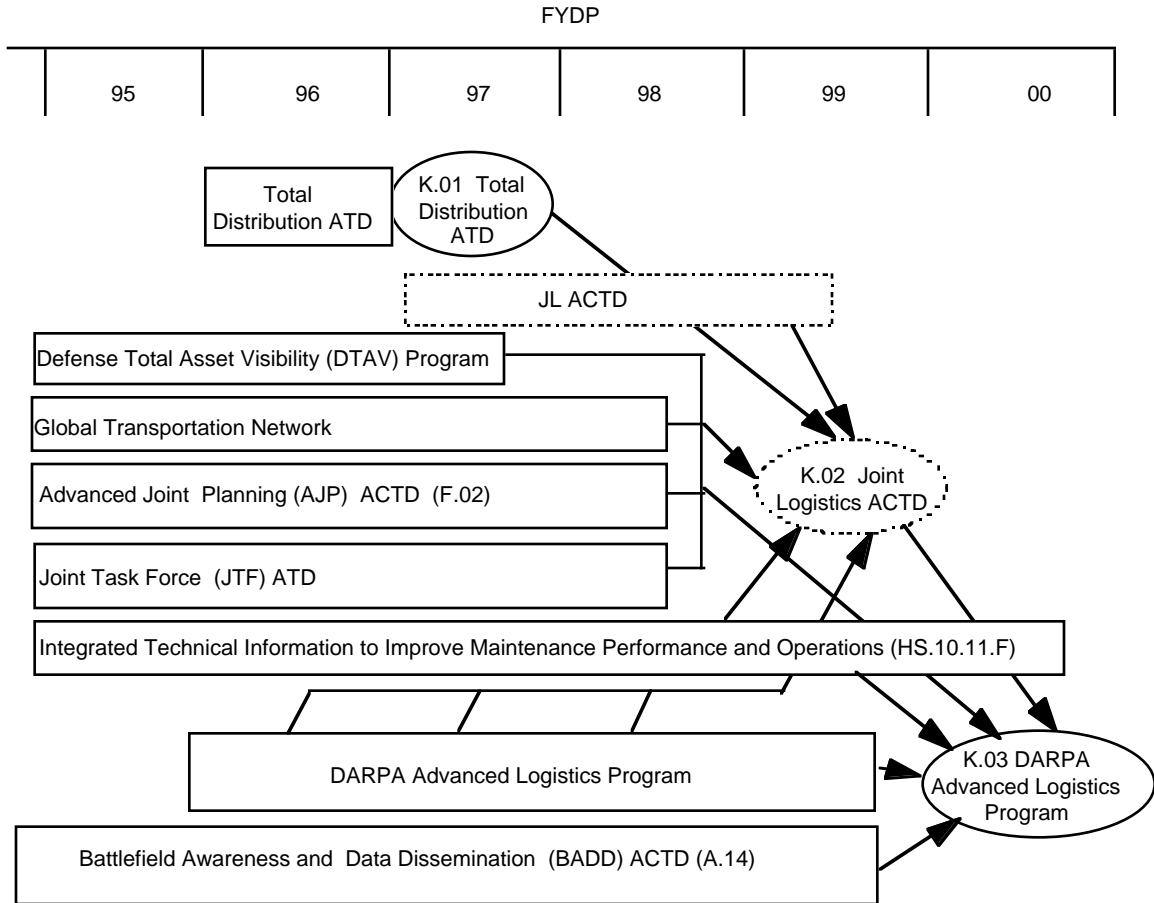 FYDP
95 96 97 98 99 00
Total
Distribution ATD
K.01 Total
Distribution
ATD
JL ACTD
Defense Total Asset Visibility (DTAV) Program
Global Transportation Network
Advanced Joint Planning (AJP) ACTD (F.02)
K.02 Joint
Logistics ACTD
Joint Task Force (JTF) ATD
Integrated Technical Information to Improve Maintenance Performance and Operations (HS.10.11.F)
DARPA Advanced Logistics Program
K.03 DARPA
Advanced Logistics
Program
Battlefield Awareness and Data Dissemination (BADD) ACTD (A.14)